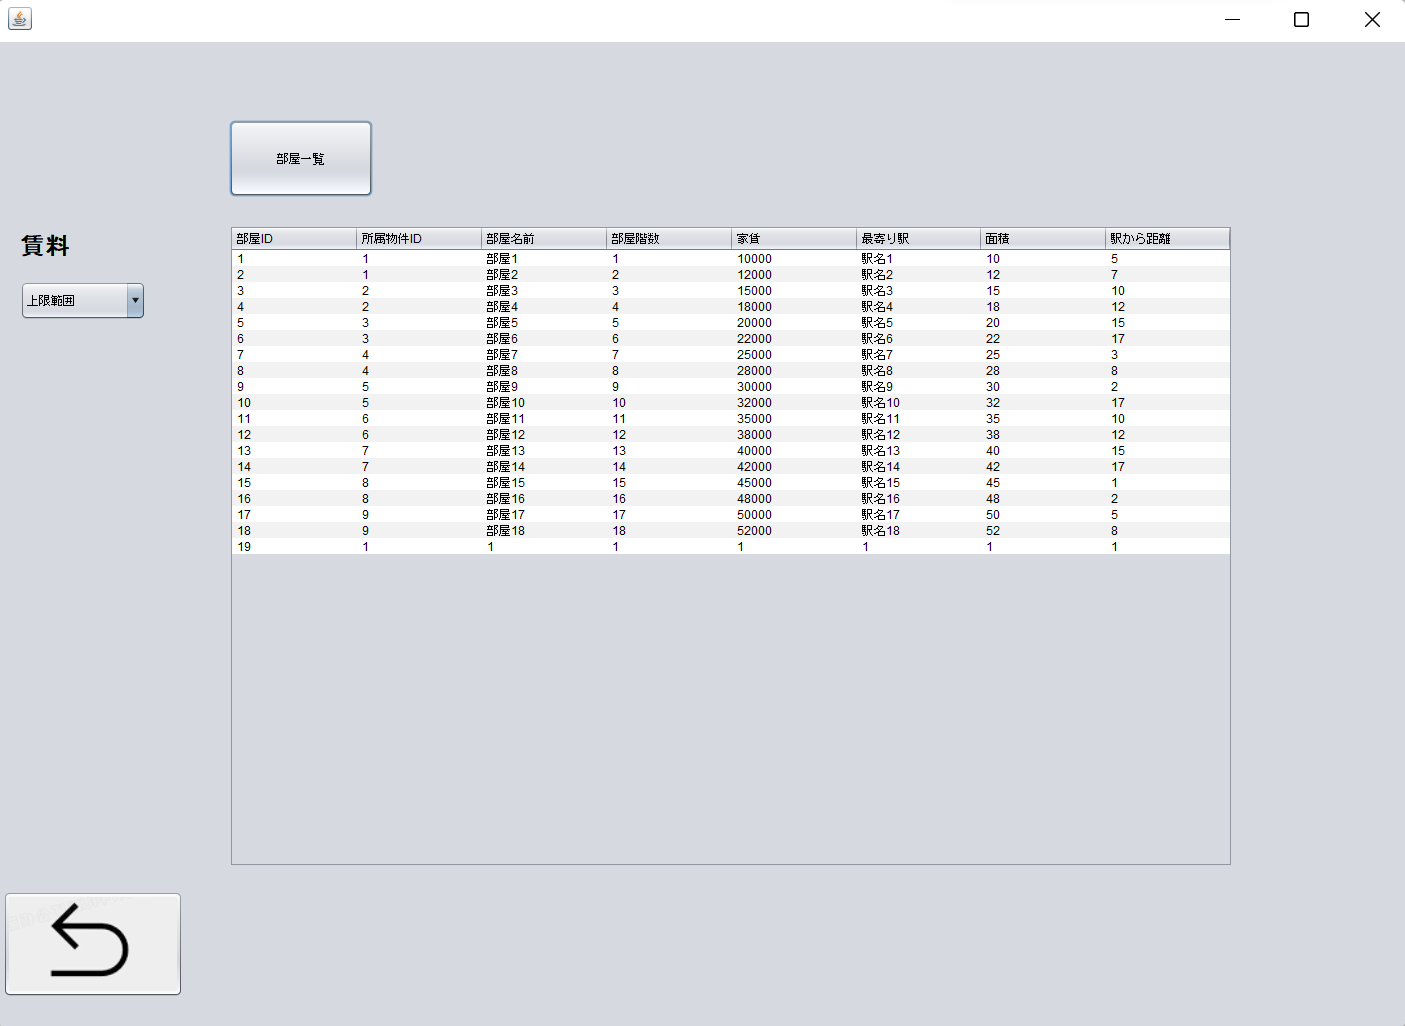 部屋一覧
賃料
上限範囲
部屋ID 所属物件ID 部屋名前 部屋階数 家賃 最寄り駅 面積 駅から距離
1 1 部屋1 1 10000 駅名1 10 5
2 1 部屋2 2 12000 駅名2 12 7
3 2 部屋3 3 15000 駅名3 15 10
4 2 部屋4 4 18000 駅名4 18 12
5 3 部屋5 5 20000 駅名5 20 15
6 3 部屋6 6 22000 駅名6 22 17
7 4 部屋7 7 25000 駅名7 25 3
8 4 部屋8 8 28000 駅名8 28 8
9 5 部屋9 9 30000 駅名9 30 2
10 5 部屋10 10 32000 駅名10 32 17
11 6 部屋11 11 35000 駅名11 35 10
12 6 部屋12 12 38000 駅名12 38 12
13 7 部屋13 13 40000 駅名13 40 15
14 7 部屋14 14 42000 駅名14 42 17
15 8 部屋15 15 45000 駅名15 45 1
16 8 部屋16 16 48000 駅名16 48 2
17 9 部屋17 17 50000 駅名17 50 5
18 9 部屋18 18 52000 駅名18 52 8
19 1 1 1 1 1 1 1